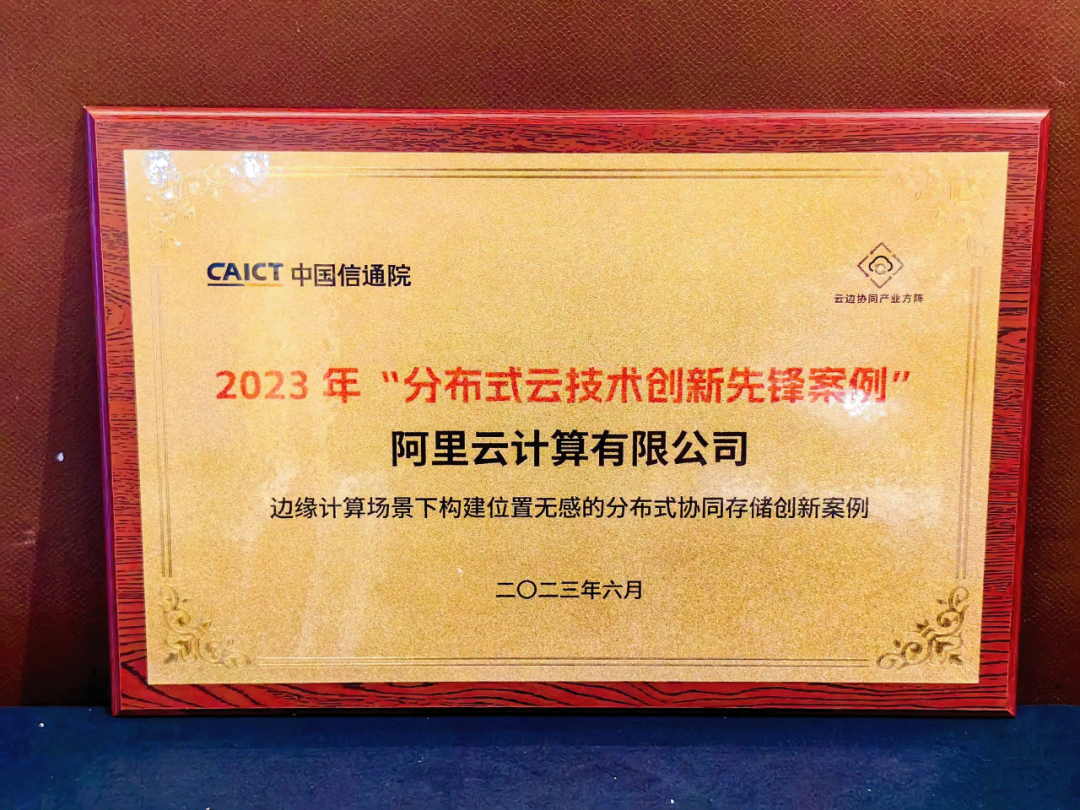 CAICT 中国信通院
云边协同产业方阵
2023 年 “分布式云技术创新先锋案例”
阿里云计算有限公司
边缘计算场景下构建位置无感的分布式协同存储创新案例
二〇二三年六月